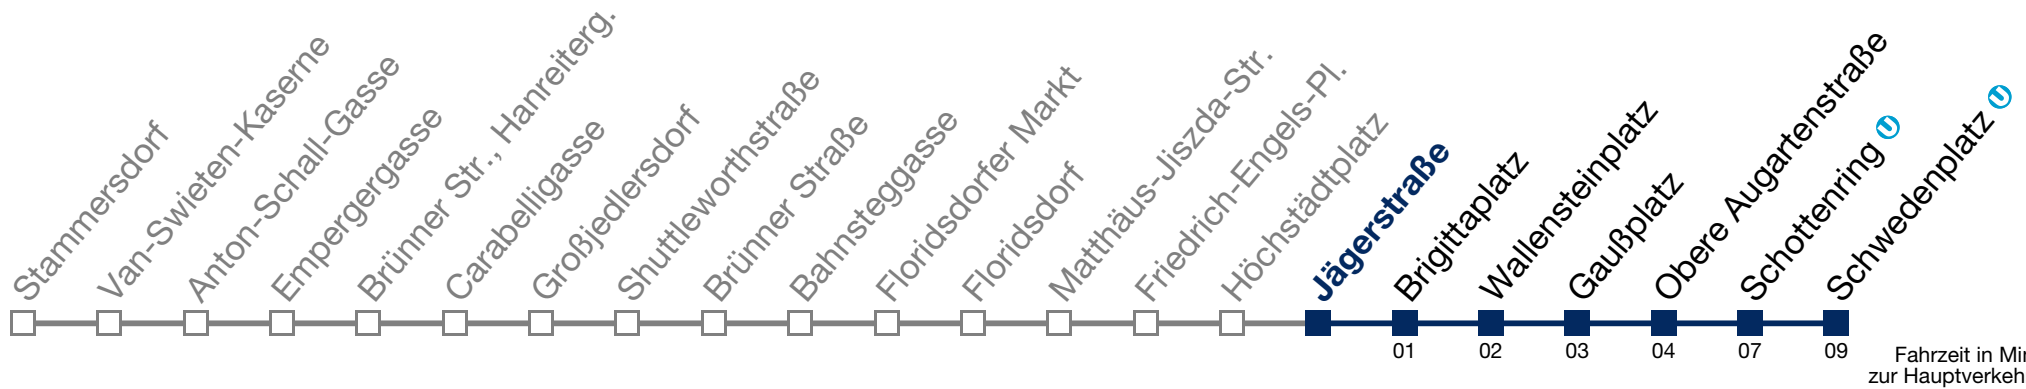 Stammersdorf
Van-Swieten-Kaserne
Anton-Schall-Gasse
Empergergasse
Brünner Str., Hanreiterg.
Carabelligasse
Großjedlersdorf
Shuttleworthstraße
Brünner Straße
Bahnsteggasse
Floridsdorfer Markt
Floridsdorf
Matthäus-Jiszda-Str.
Friedrich-Engels-Pl.
Höchstädtplatz
Jägerstraße
Brigittaplatz
Wallensteinplatz
Gaußplatz
Obere Augartenstraße
Schottenring U
Schwedenplatz U
01 02 03 04 07 09
Fahrzeit in Min
zur Hauptverkeh